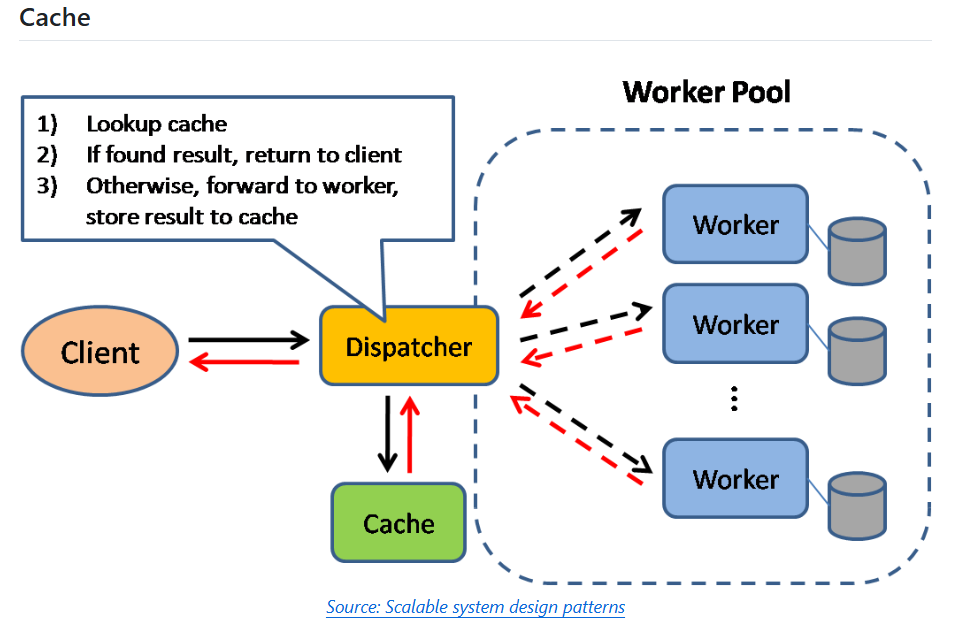 Cache
Worker Pool
1) Lookup cache
2) If found result, return to client
3) Otherwise, forward to worker,
store result to cache
Worker
Worker
Client
Dispatcher
Worker
Cache
Source: Scalable system design patterns